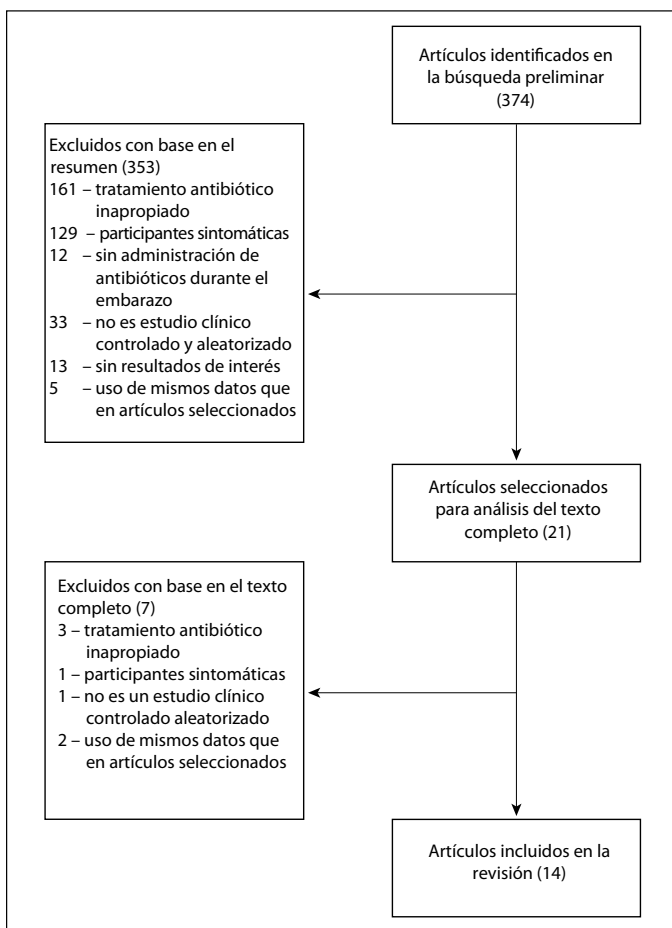 Artículos identificados en
la búsqueda preliminar
(374)
Excluidos con base en el
resumen (353)
161 – tratamiento antibiótico
inapropiado
129 – participantes sintomáticas
12 – sin administración de
antibióticos durante el
embarazo
33 – no es estudio clínico
controlado y aleatorizado
13 – sin resultados de interés
5 – uso de mismos datos que
en artículos seleccionados
Artículos seleccionados
para análisis del texto
completo (21)
Excluidos con base en el texto
completo (7)
3 – tratamiento antibiótico
inapropiado
1 – participantes sintomáticas
1 – no es un estudio clínico
controlado aleatorizado
2 – uso de mismos datos que
en artículos seleccionados
Artículos incluidos en la
revisión (14)